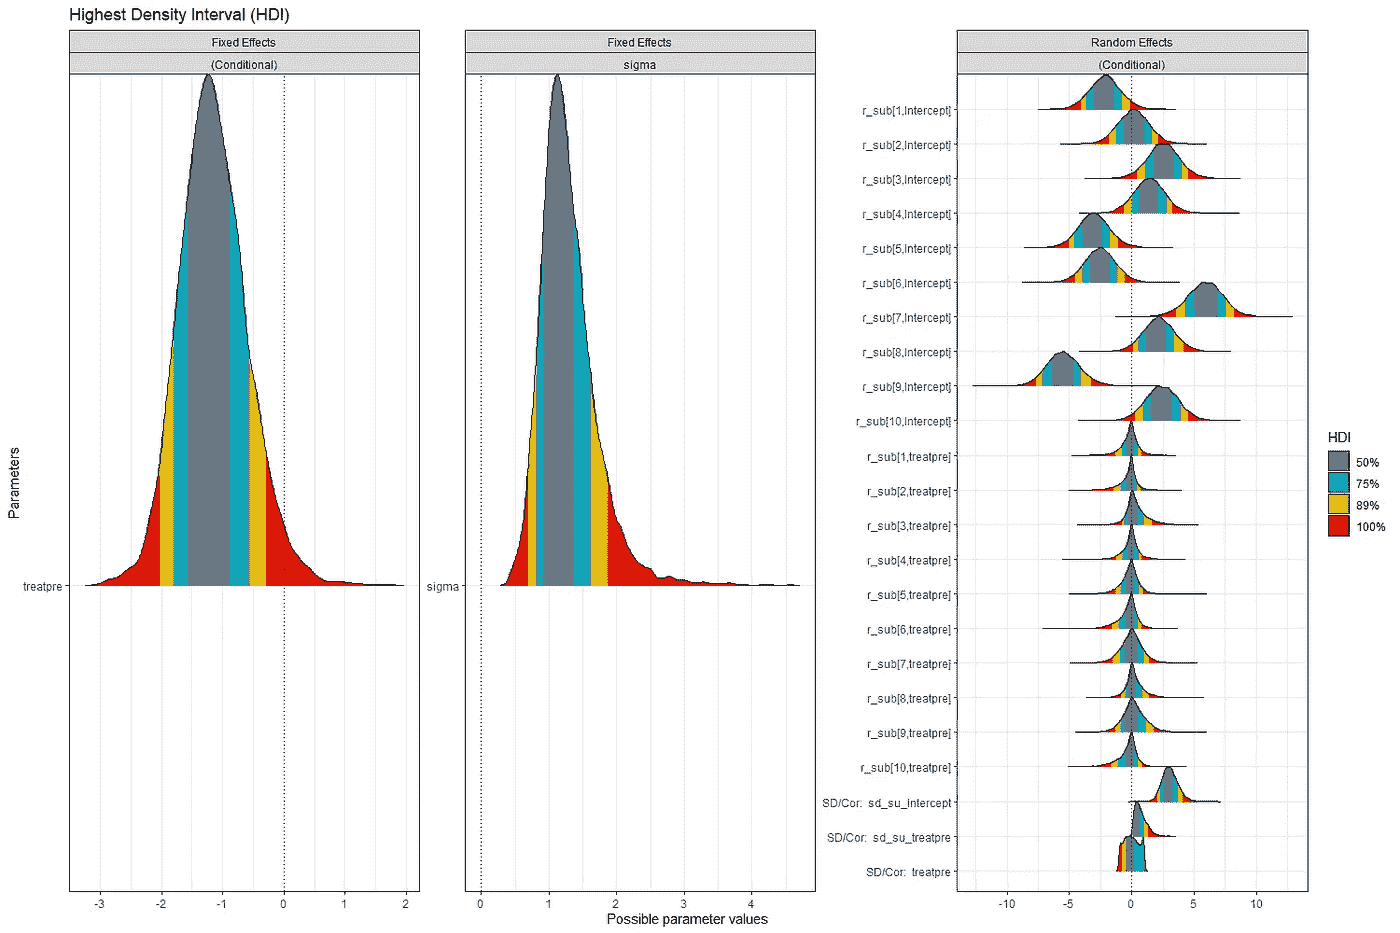 Highest Density Interval (HDI)
Fixed Effects
(Conditional)
Fixed Effects
sigma
Random Effects
(Conditional)
Parameters
treatpre
sigma
r_sub[1,Intercept]
r_sub[2,Intercept]
r_sub[3,Intercept]
r_sub[4,Intercept]
r_sub[5,Intercept]
r_sub[6,Intercept]
r_sub[7,Intercept]
r_sub[8,Intercept]
r_sub[9,Intercept]
r_sub[10,Intercept]
r_sub[1,treatpre]
r_sub[2,treatpre]
r_sub[3,treatpre]
r_sub[4,treatpre]
r_sub[5,treatpre]
r_sub[6,treatpre]
r_sub[7,treatpre]
r_sub[8,treatpre]
r_sub[9,treatpre]
r_sub[10,treatpre]
SD/Cor: sd_su_Intercept
SD/Cor: sd_su_treatpre
SD/Cor: treatpre
-3 -2 -1 0 1 2
0 1 2 3 4
-10 -5 0 5 10
Possible parameter values
HDI
50%
75%
89%
100%